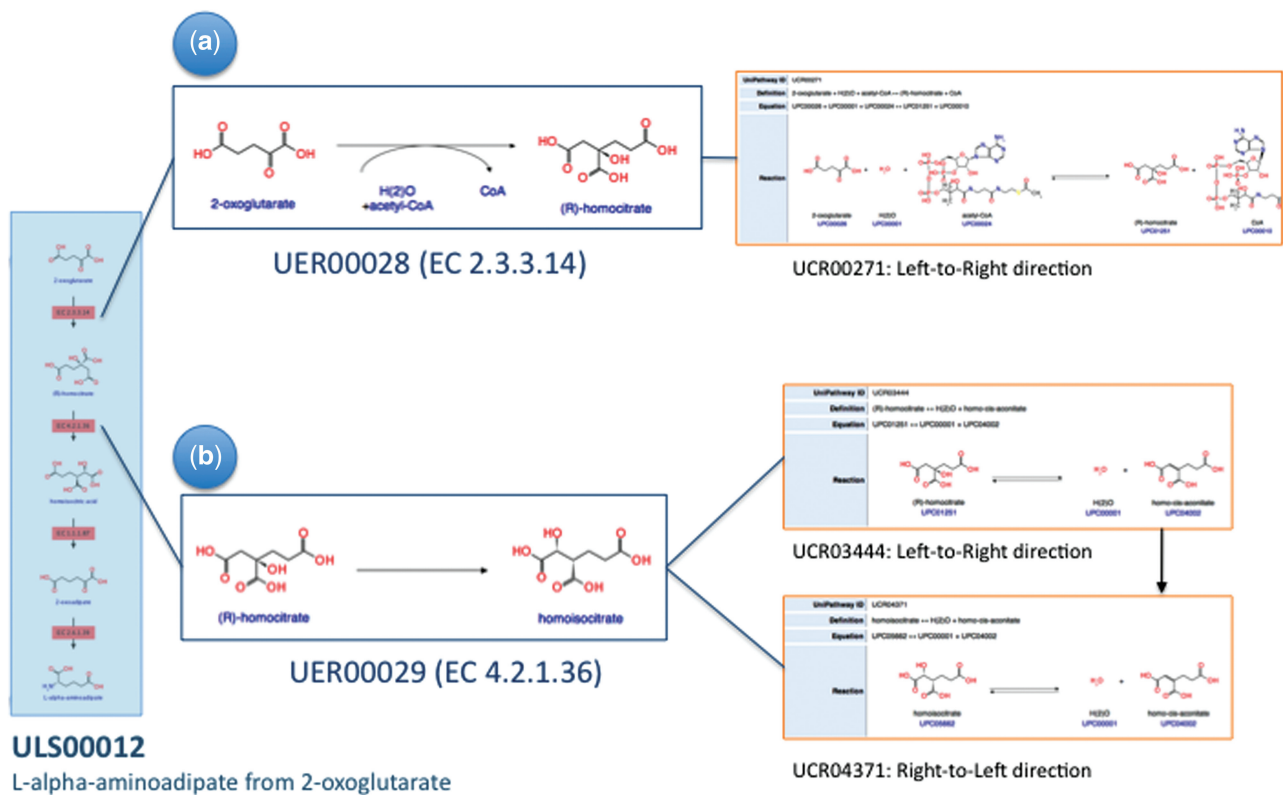 (a)
2-oxoglutarate
H(2)O
+acetyl-CoA
CoA
(R)-homocitrate
UER00028 (EC 2.3.3.14)
UniPathway ID UCR00271
Definition 2-oxoglutarate + H(2)O + acetyl-CoA ↔ (R)-homocitrate + CoA
Equation UPC00026 + UPC00001 + UPC00024 ↔ UPC01251 + UPC00010
Reaction
2-oxoglutarate H(2)O acetyl-CoA (R)-homocitrate CoA
UPC00026 UPC00001 UPC00024 UPC01251 UPC00010
UCR00271: Left-to-Right direction
2-oxoglutarate
EC 2.3.3.14
(R)-homocitrate
EC 4.2.1.36
homoisocitric acid
2-oxoadipate
L-alpha-aminoadipate
ULS00012
L-alpha-aminoadipate from 2-oxoglutarate
(b)
(R)-homocitrate
homoisocitrate
UER00029 (EC 4.2.1.36)
UniPathway ID UCR03444
Definition (R)-homocitrate ↔ H(2)O + homo-cis-aconitate
Equation UPC01251 ↔ UPC00001 + UPC04002
Reaction
(R)-homocitrate H(2)O homo-cis-aconitate
UPC01251 UPC00001 UPC04002
UCR03444: Left-to-Right direction
UniPathway ID UCR04371
Definition homoisocitrate ↔ H(2)O + homo-cis-aconitate
Equation UPC05662 ↔ UPC00001 + UPC04002
Reaction
homoisocitrate H(2)O homo-cis-aconitate
UPC05662 UPC00001 UPC04002
UCR04371: Right-to-Left direction